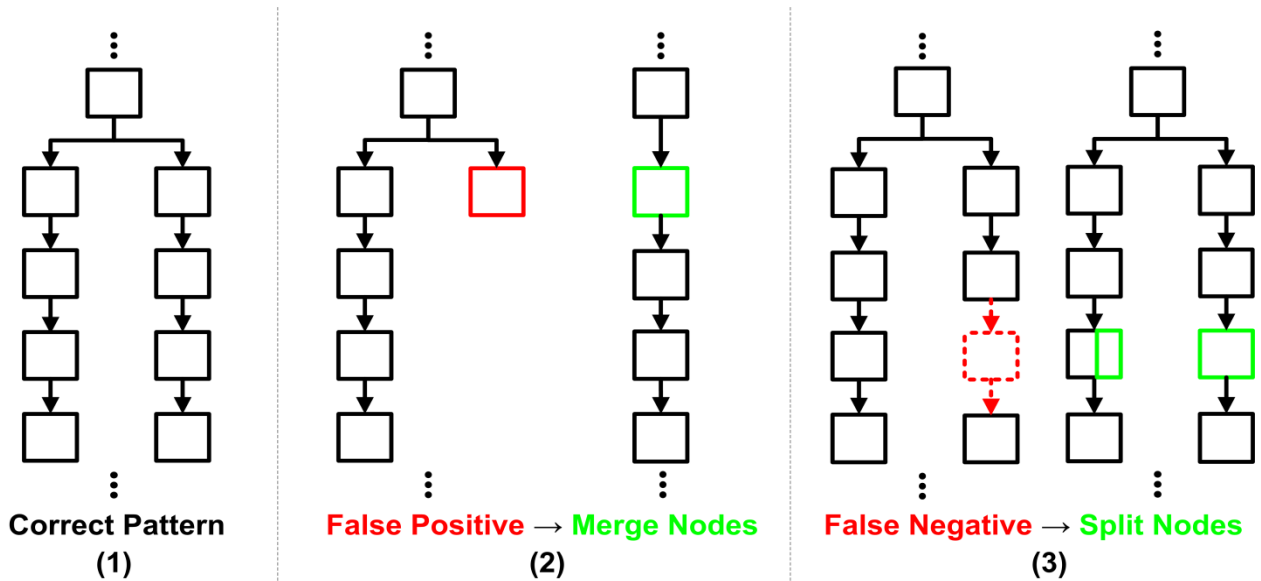 Correct Pattern
(1)
False Positive → Merge Nodes
(2)
False Negative → Split Nodes
(3)